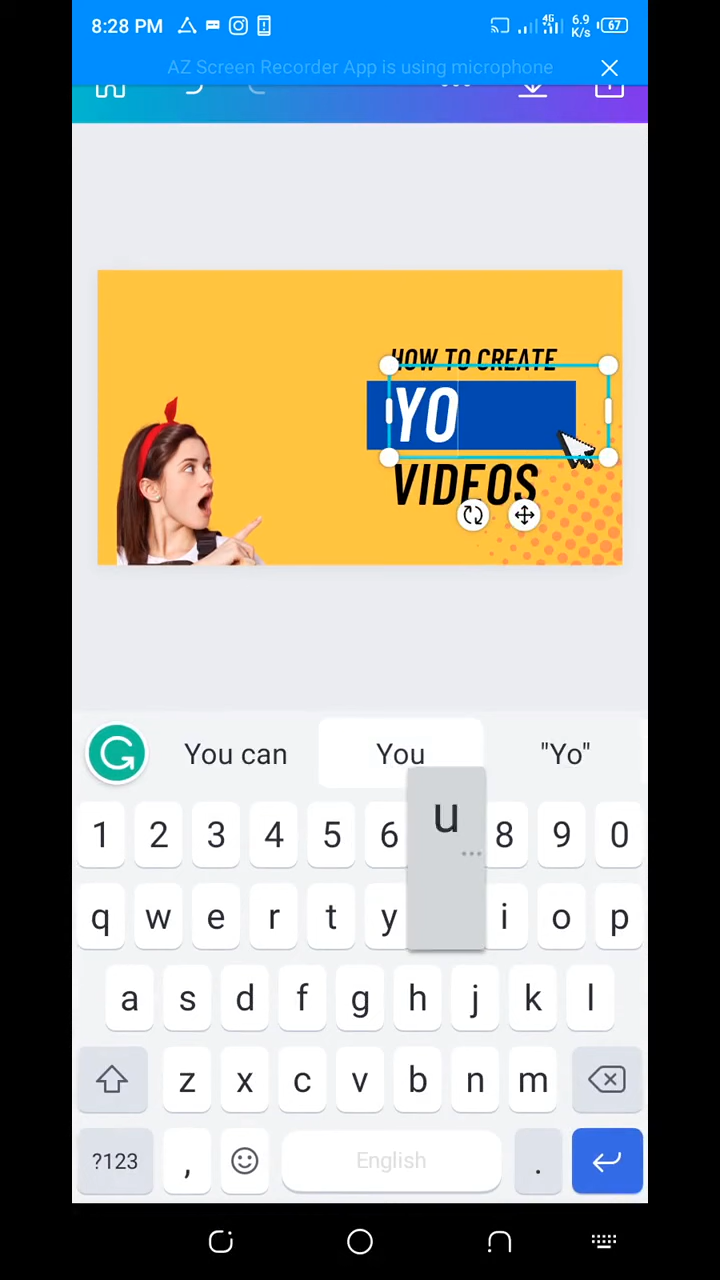 8:28 PM
4G 6.9 K/s 67
AZ Screen Recorder App is using microphone
HOW TO CREATE
YO
VIDEOS
You can You "Yo"
u
1 2 3 4 5 6 8 9 0
q w e r t y i o p
a s d f g h j k l
z x c v b n m
?123 , English .